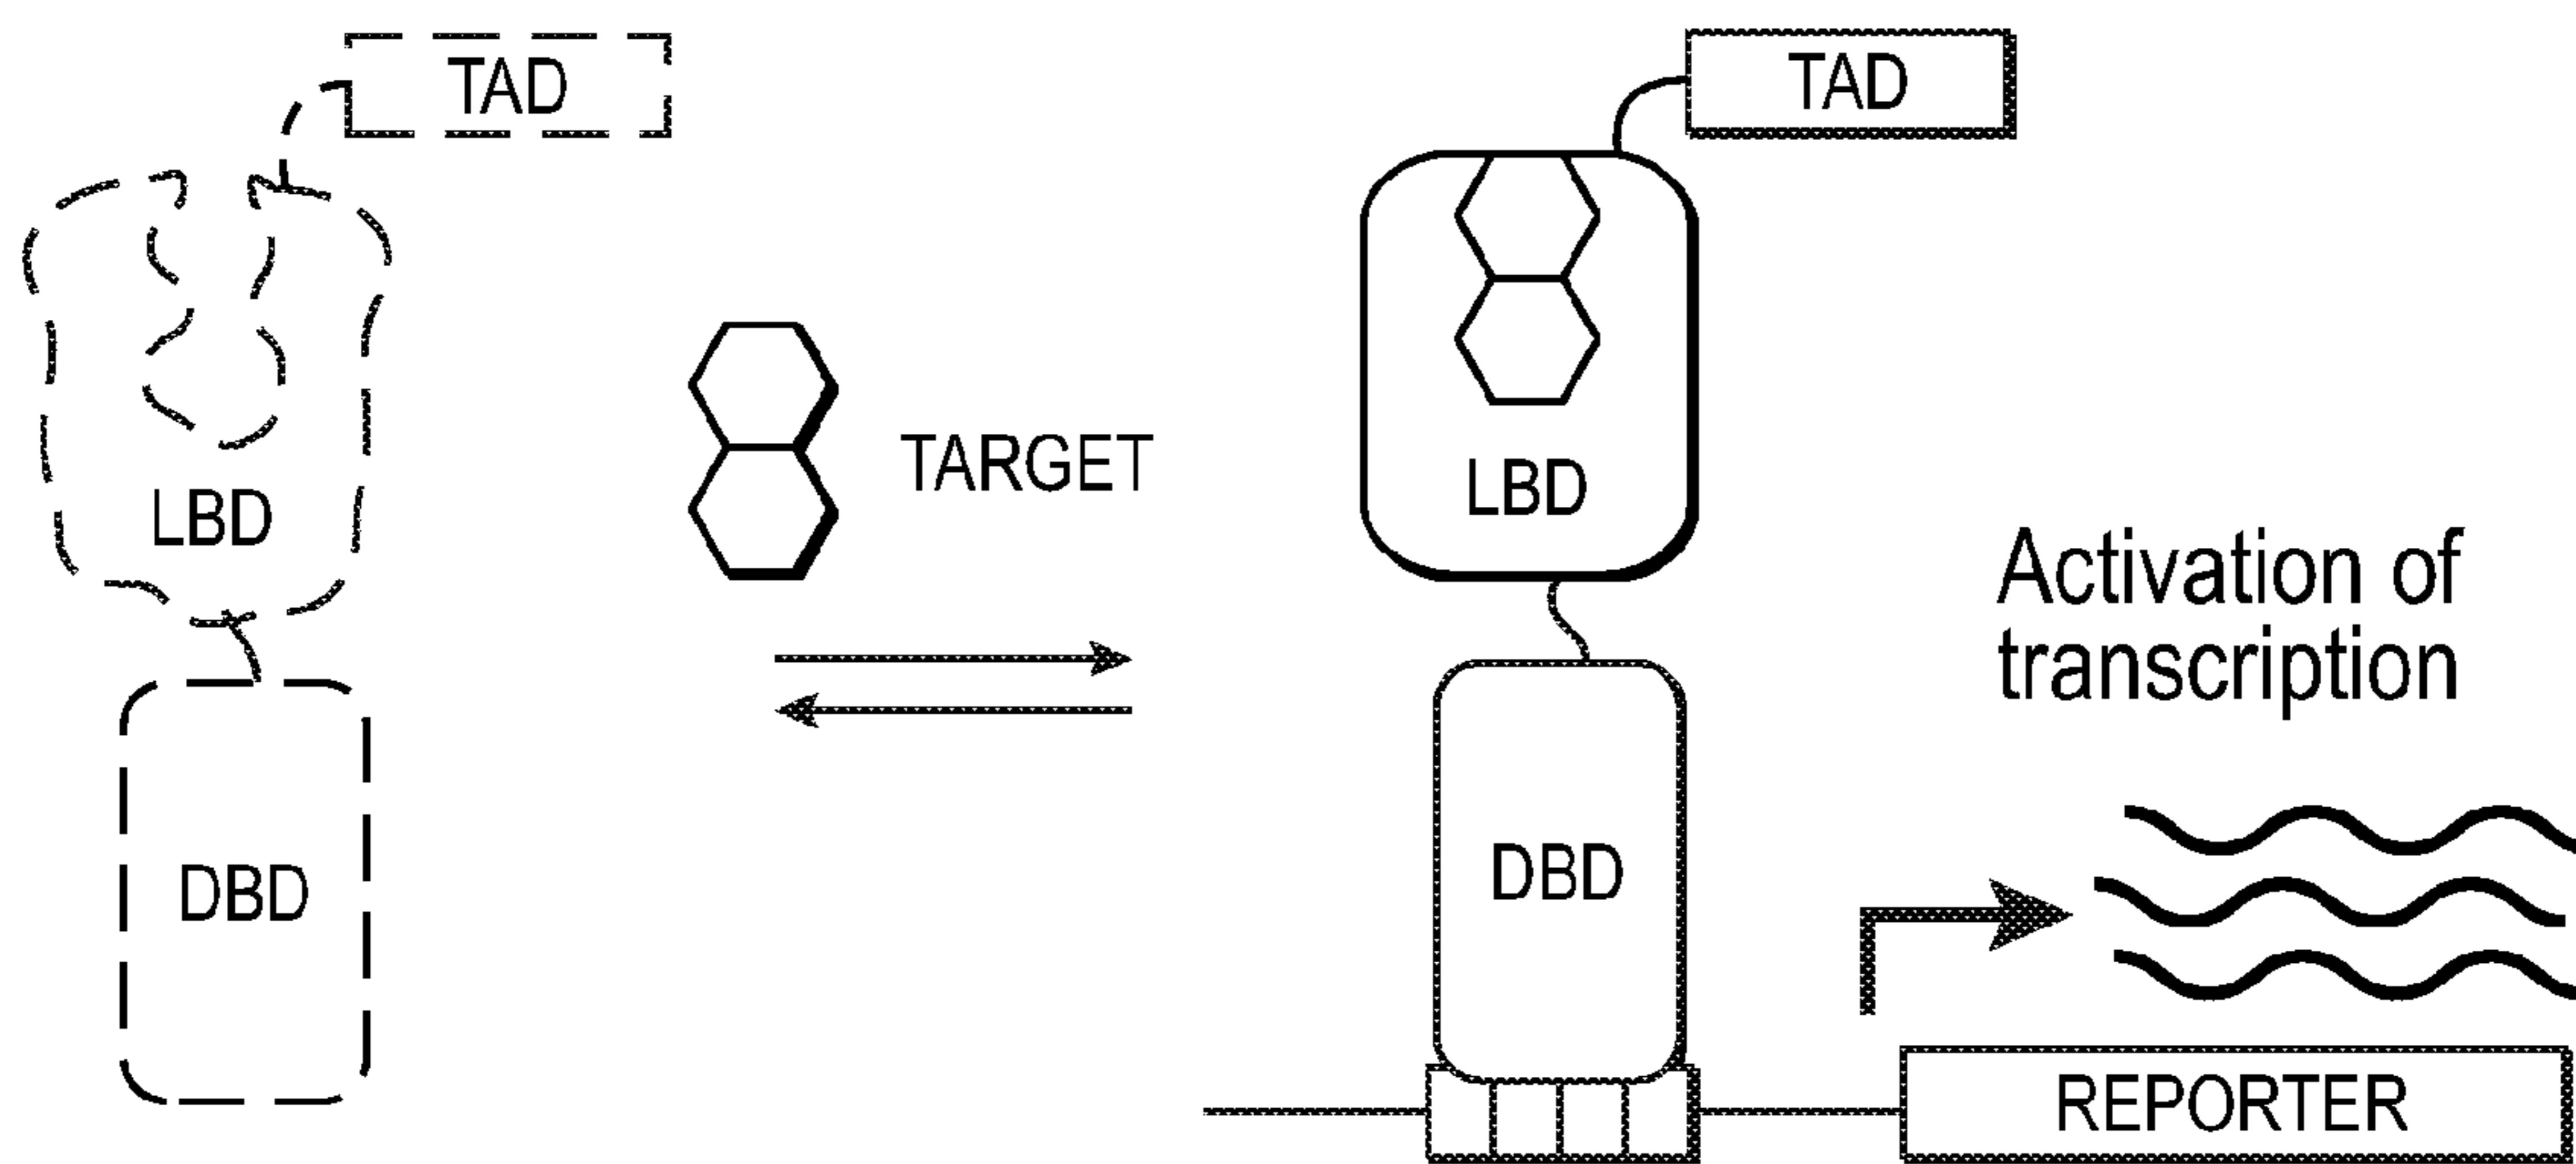 TAD
LBD
DBD
TARGET
TAD
LBD
DBD
Activation of
transcription
REPORTER